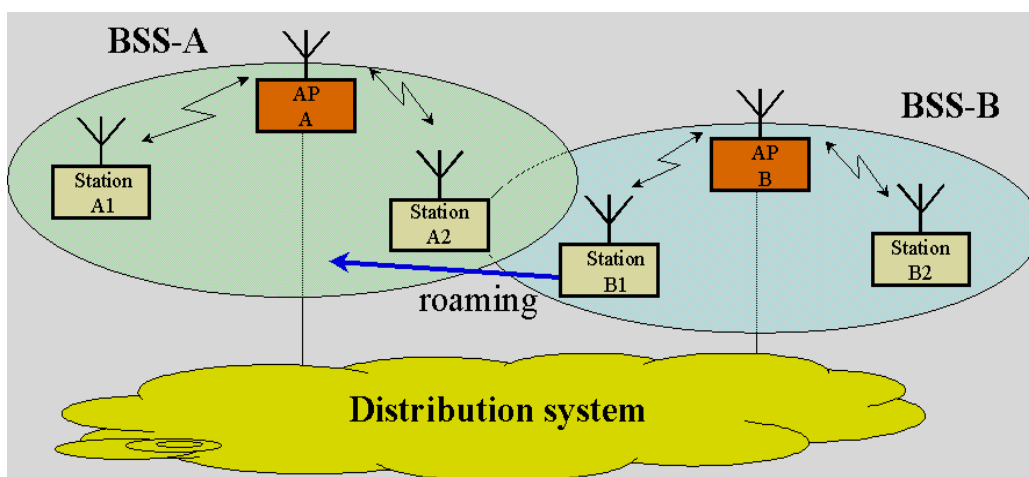 BSS-A
AP
A
BSS-B
AP
B
Station
A1
Station
A2
Station
B1
Station
B2
roaming
Distribution system